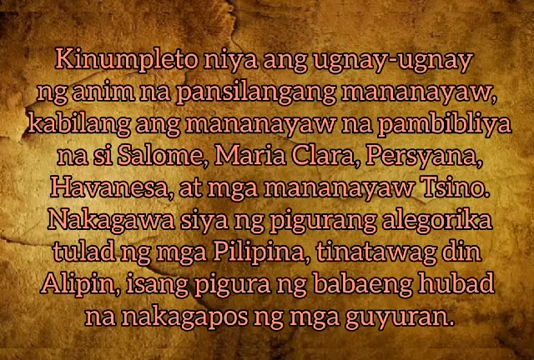 Kinumpleto niya ang ugnay-ugnay
ng anim na pansilangang mananayaw,
kabilang ang mananayaw na pambibliya
na si Salome, Maria Clara, Persyana,
Havanesa, at mga mananayaw Tsino.
Nakagawa siya ng pigurang alegorika
tulad ng mga Pilipina, tinatawag din
Alipin, isang pigura ng babaeng hubad
na nakagapos ng mga guyuran.